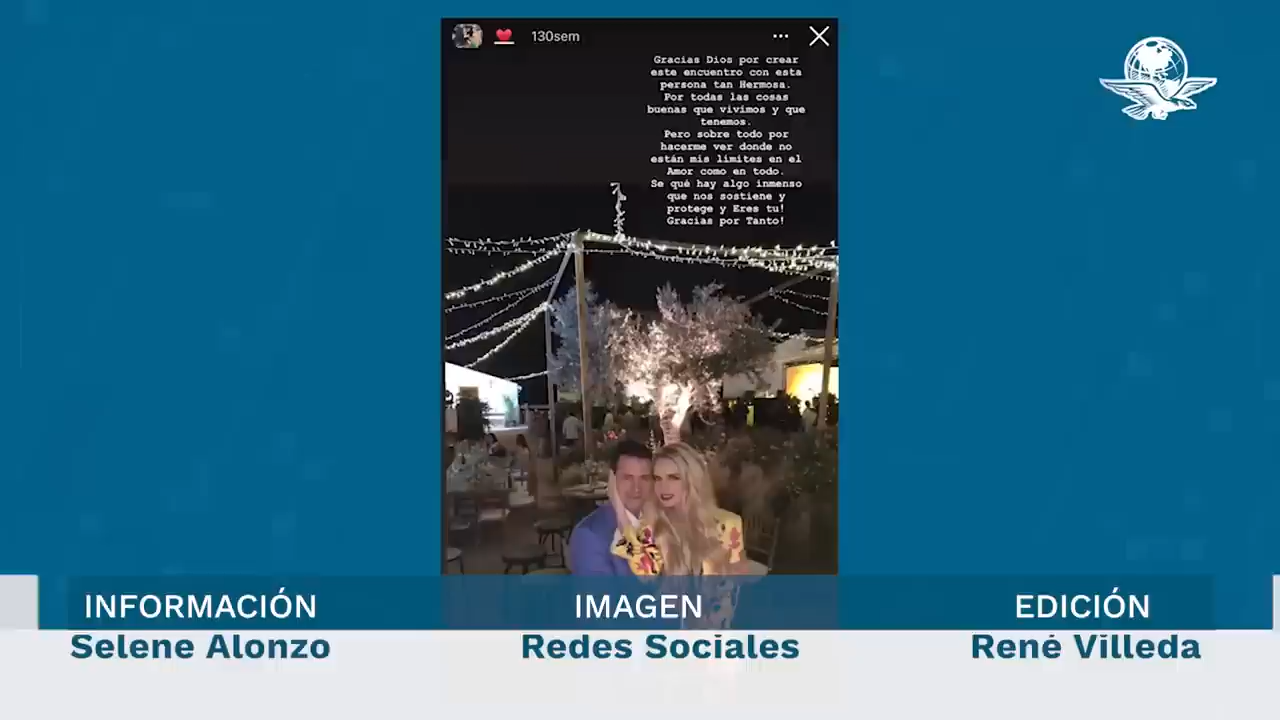 130sem
Gracias Dios por crear
este encuentro con esta
persona tan Hermosa.
Por todas las cosas
buenas que vivimos y que
tenemos.
Pero sobre todo por
hacerme ver donde no
están mis limites en el
Amor como en todo.
Se qué hay algo inmenso
que nos sostiene y
protege y Eres tu!
Gracias por Tanto!
INFORMACIÓN
Selene Alonzo
IMAGEN
Redes Sociales
EDICIÓN
René Villeda